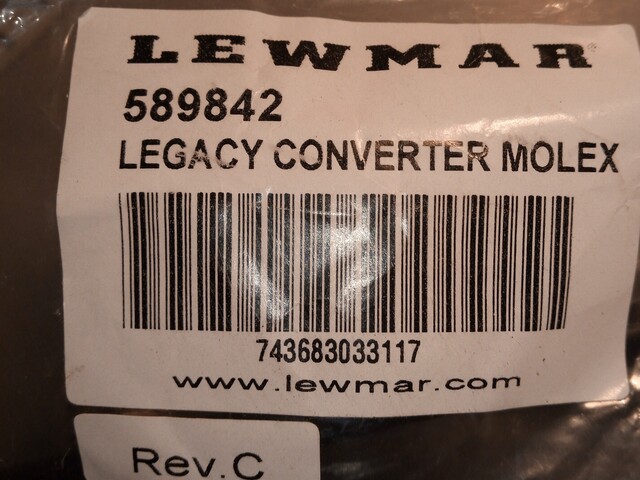 LEWMAR®
589842
LEGACY CONVERTER MOLEX
743683033117
www.lewmar.com
Rev.C